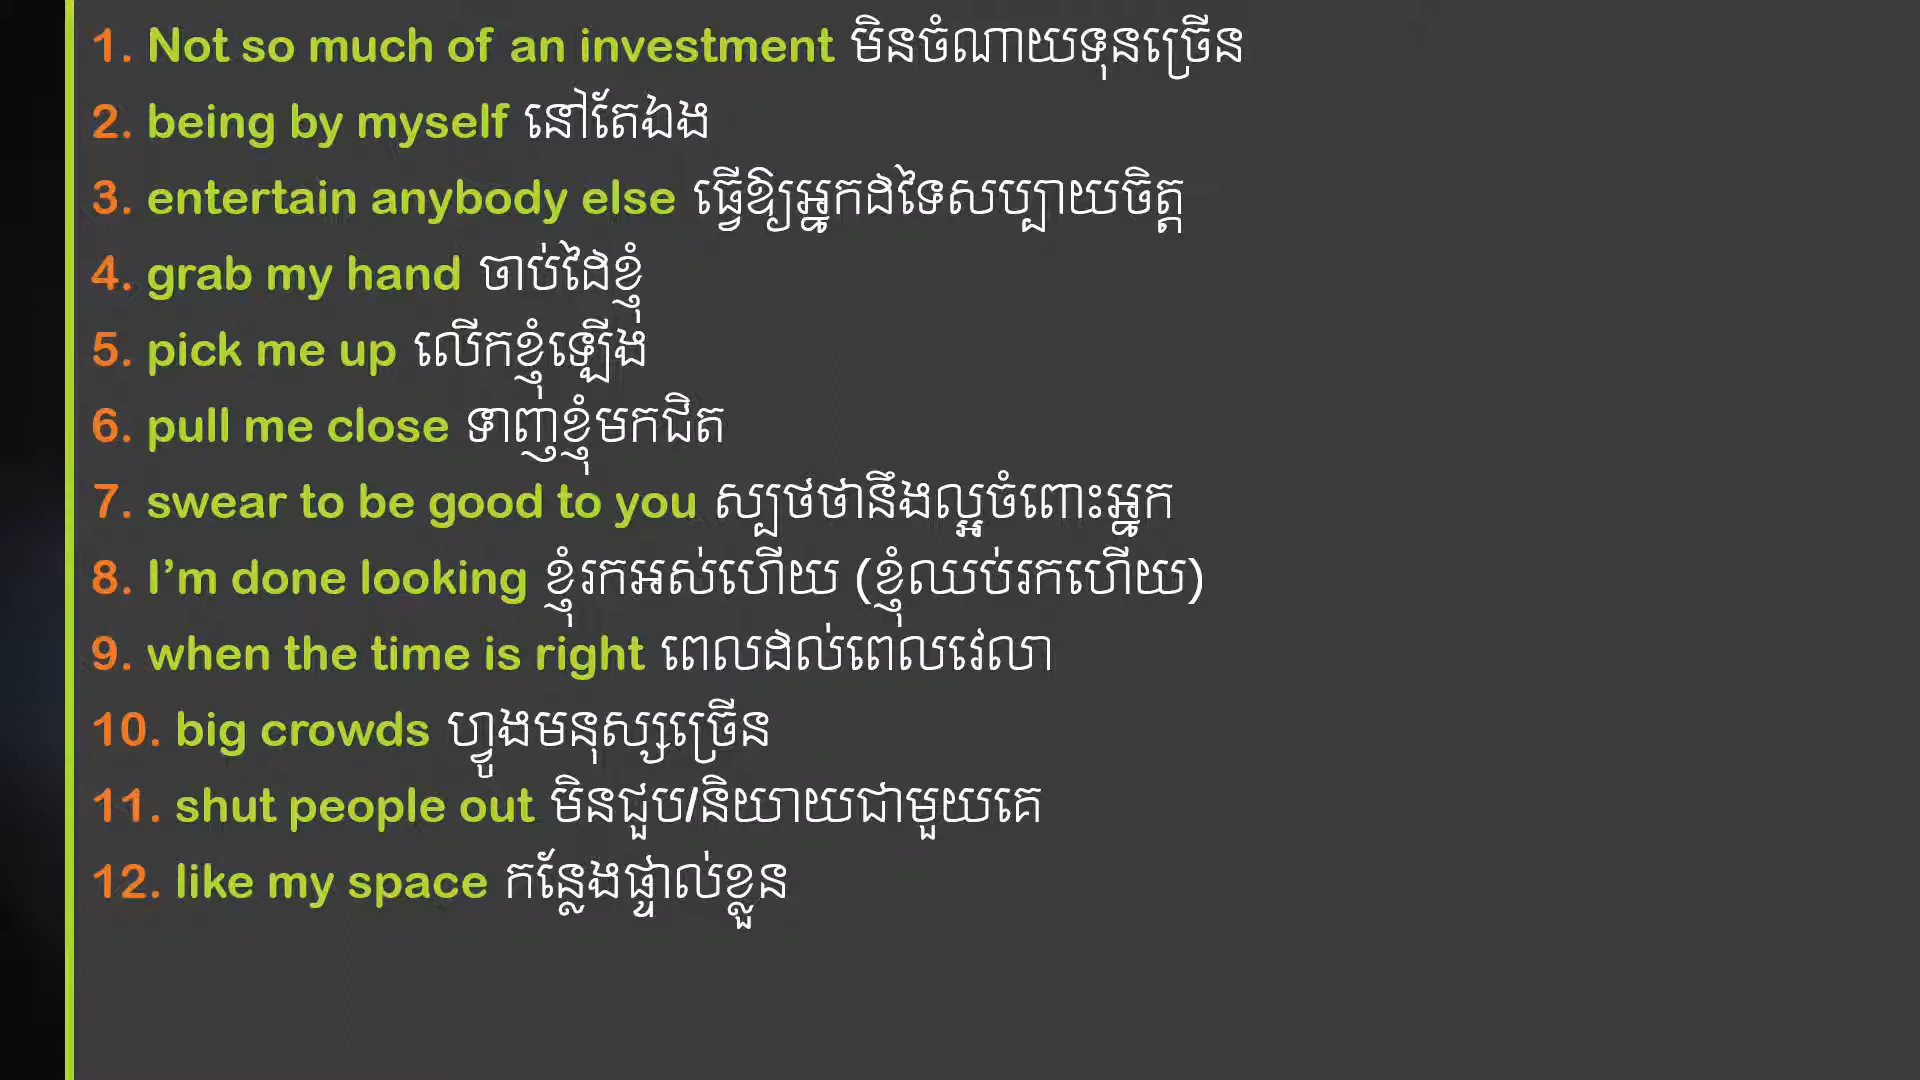 1. Not so much of an investment មិនចំណាយទុនច្រើន
2. being by myself នៅតែឯង
3. entertain anybody else ធ្វើឱ្យអ្នកដទៃសប្បាយចិត្ត
4. grab my hand ចាប់ដៃខ្ញុំ
5. pick me up លើកខ្ញុំឡើង
6. pull me close ទាញខ្ញុំមកជិត
7. swear to be good to you ស្បថថានឹងល្អចំពោះអ្នក
8. I’m done looking ខ្ញុំរកអស់ហើយ (ខ្ញុំឈប់រកហើយ)
9. when the time is right ពេលដល់ពេលវេលា
10. big crowds ហ្វូងមនុស្សច្រើន
11. shut people out មិនជួប/និយាយជាមួយគេ
12. like my space កន្លែងផ្ទាល់ខ្លួន